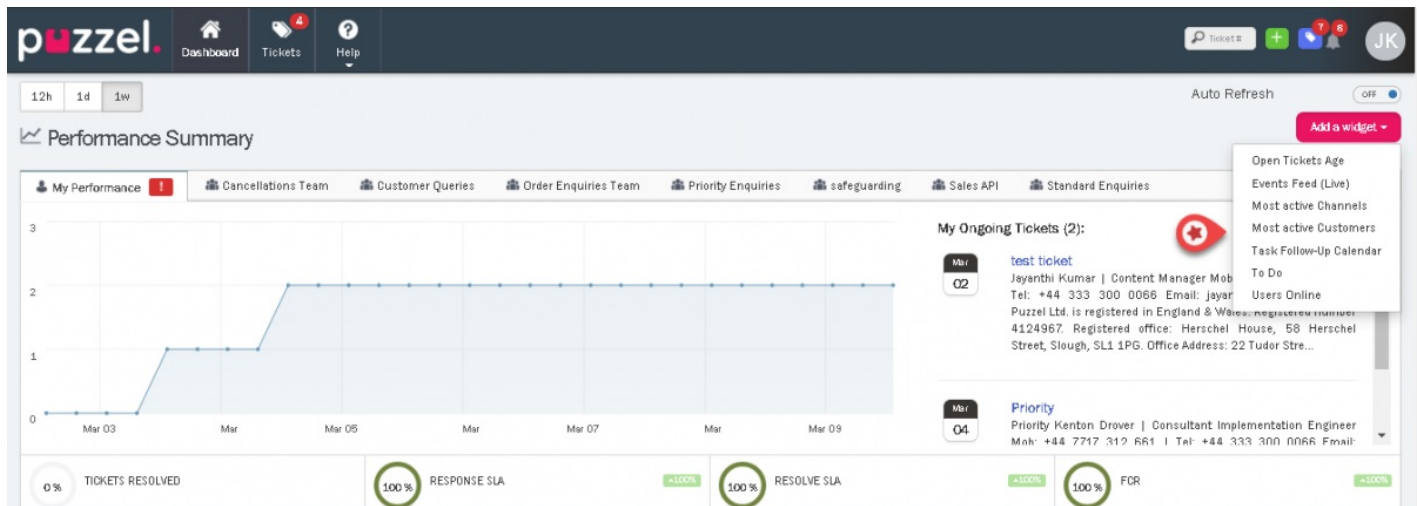 puzzel.
Dashboard
Tickets
4
Help
Ticket #
7
6
JK
12h
1d
1w
Auto Refresh
OFF
Performance Summary
Add a widget
Open Tickets Age
Events Feed (Live)
Most active Channels
Most active Customers
Task Follow-Up Calendar
To Do
Users Online
My Performance !
Cancellations Team
Customer Queries
Order Enquiries Team
Priority Enquiries
safeguarding
Sales API
Standard Enquiries
3
2
1
0
Mar 03
Mar
Mar 05
Mar
Mar 07
Mar
Mar 09
My Ongoing Tickets (2):
Mar
02
test ticket
Jayanthi Kumar | Content Manager Mob
Tel: +44 333 300 0066 Email: jayan
Puzzel Ltd. is registered in England & Wales. Registered number
4124967. Registered office: Herschel House, 58 Herschel
Street, Slough, SL1 1PG. Office Address: 22 Tudor Stre...
Mar
04
Priority
Priority Kenton Drover | Consultant Implementation Engineer
Mob: +44 7717 312 661 | Tel: +44 333 300 0066 Email:
0 %
TICKETS RESOLVED
100 %
RESPONSE SLA
100%
100 %
RESOLVE SLA
100%
100 %
FCR
100%